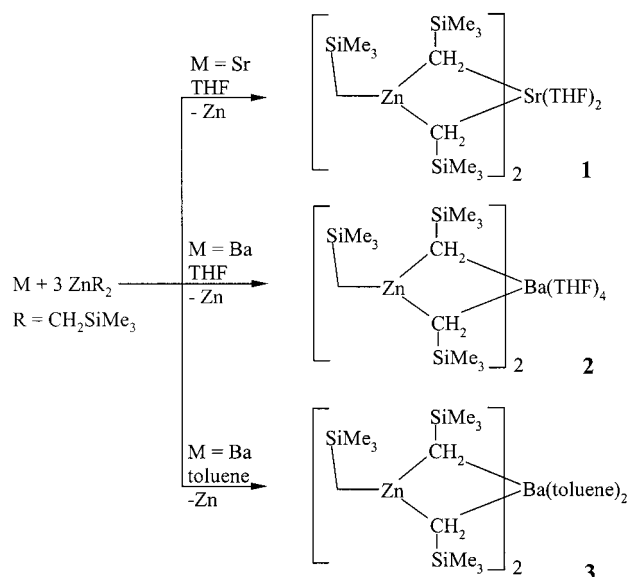 SiMe3
SiMe3
M = Sr
THF
- Zn
CH2
Zn
Sr(THF)2
CH2
SiMe3
2
1
SiMe3
SiMe3
M = Ba
THF
- Zn
CH2
M + 3 ZnR2
Zn
Ba(THF)4
R = CH2SiMe3
CH2
SiMe3
2
2
SiMe3
SiMe3
M = Ba
toluene
-Zn
CH2
Zn
Ba(toluene)2
CH2
SiMe3
2
3